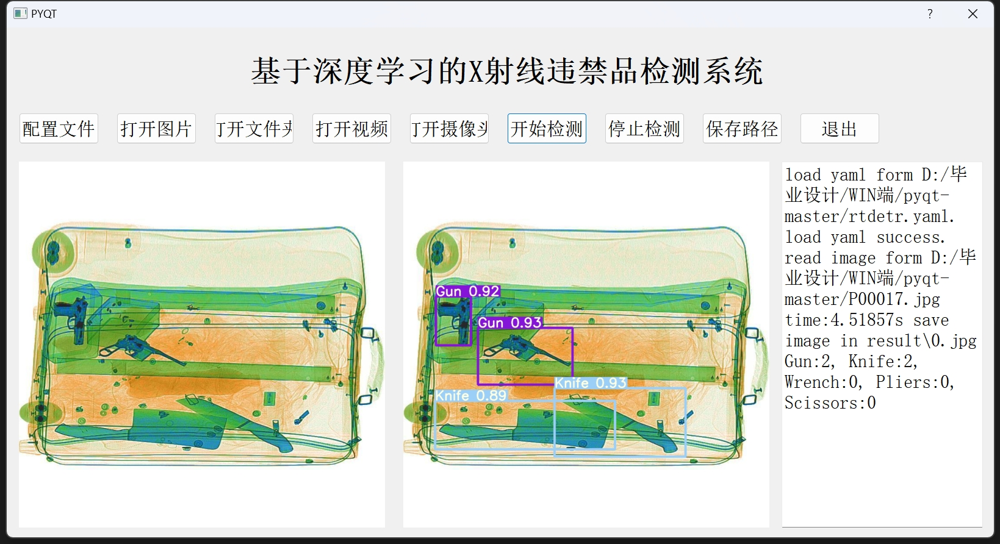 PYQT
?
基于深度学习的X射线违禁品检测系统
配置文件
打开图片
打开文件夹
打开视频
打开摄像头
开始检测
停止检测
保存路径
退出
Gun 0.92
Gun 0.93
Knife 0.93
Knife 0.89
load yaml form D:/毕
业设计/WIN端/pyqt-
master/rtdetr.yaml.
load yaml success.
read image form D:/毕
业设计/WIN端/pyqt-
master/P00017.jpg
time:4.51857s save
image in result\0.jpg
Gun:2, Knife:2,
Wrench:0, Pliers:0,
Scissors:0